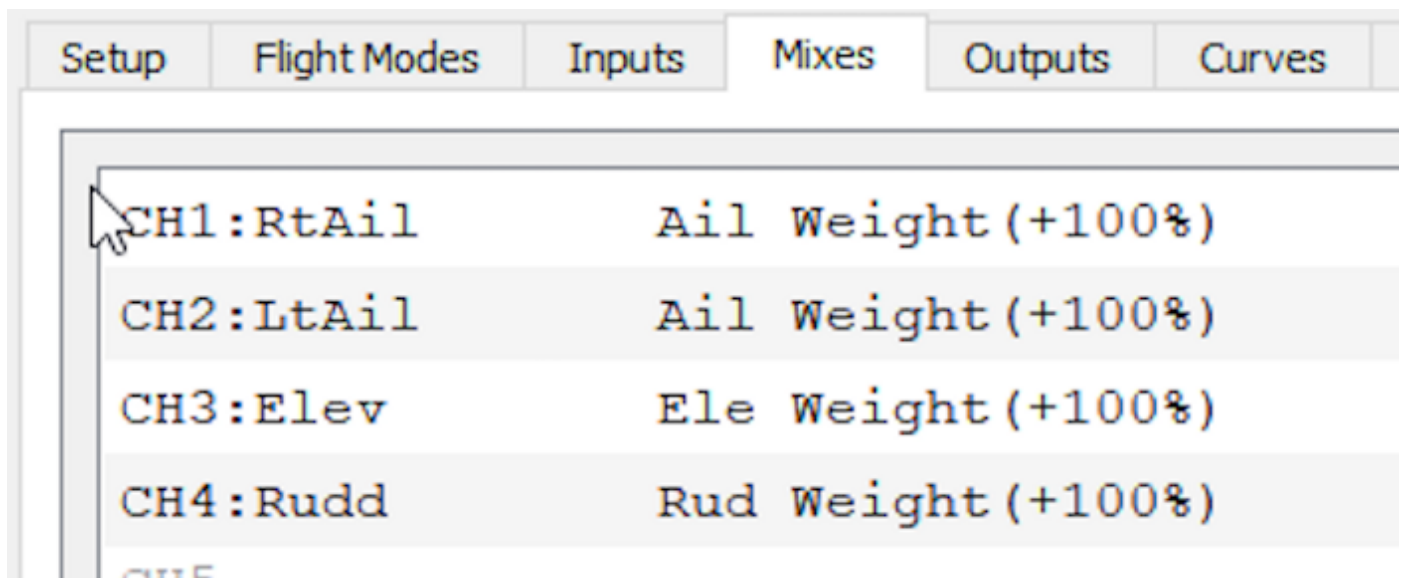 Setup Flight Modes Inputs Mixes Outputs Curves
CH1:RtAil Ail Weight(+100%)
CH2:LtAil Ail Weight(+100%)
CH3:Elev Ele Weight(+100%)
CH4:Rudd Rud Weight(+100%)
CH5